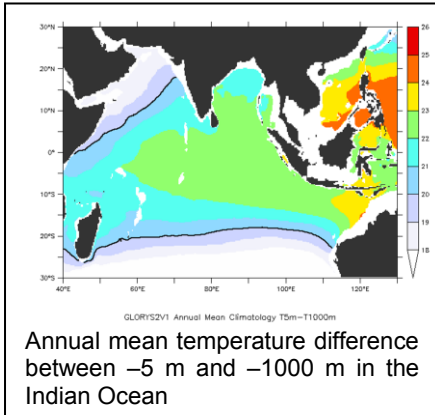 30°N
20°N
10°N
0°
10°S
20°S
30°S
40°E 60°E 80°E 100°E 120°E
26
25
24
23
22
21
20
19
18
GLORYS2V1 Annual Mean Climatology T5m-T1000m
Annual mean temperature difference
between –5 m and –1000 m in the
Indian Ocean